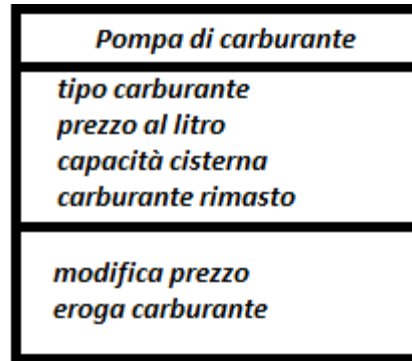 Pompa di carburante
tipo carburante
prezzo al litro
capacità cisterna
carburante rimasto
modifica prezzo
eroga carburante